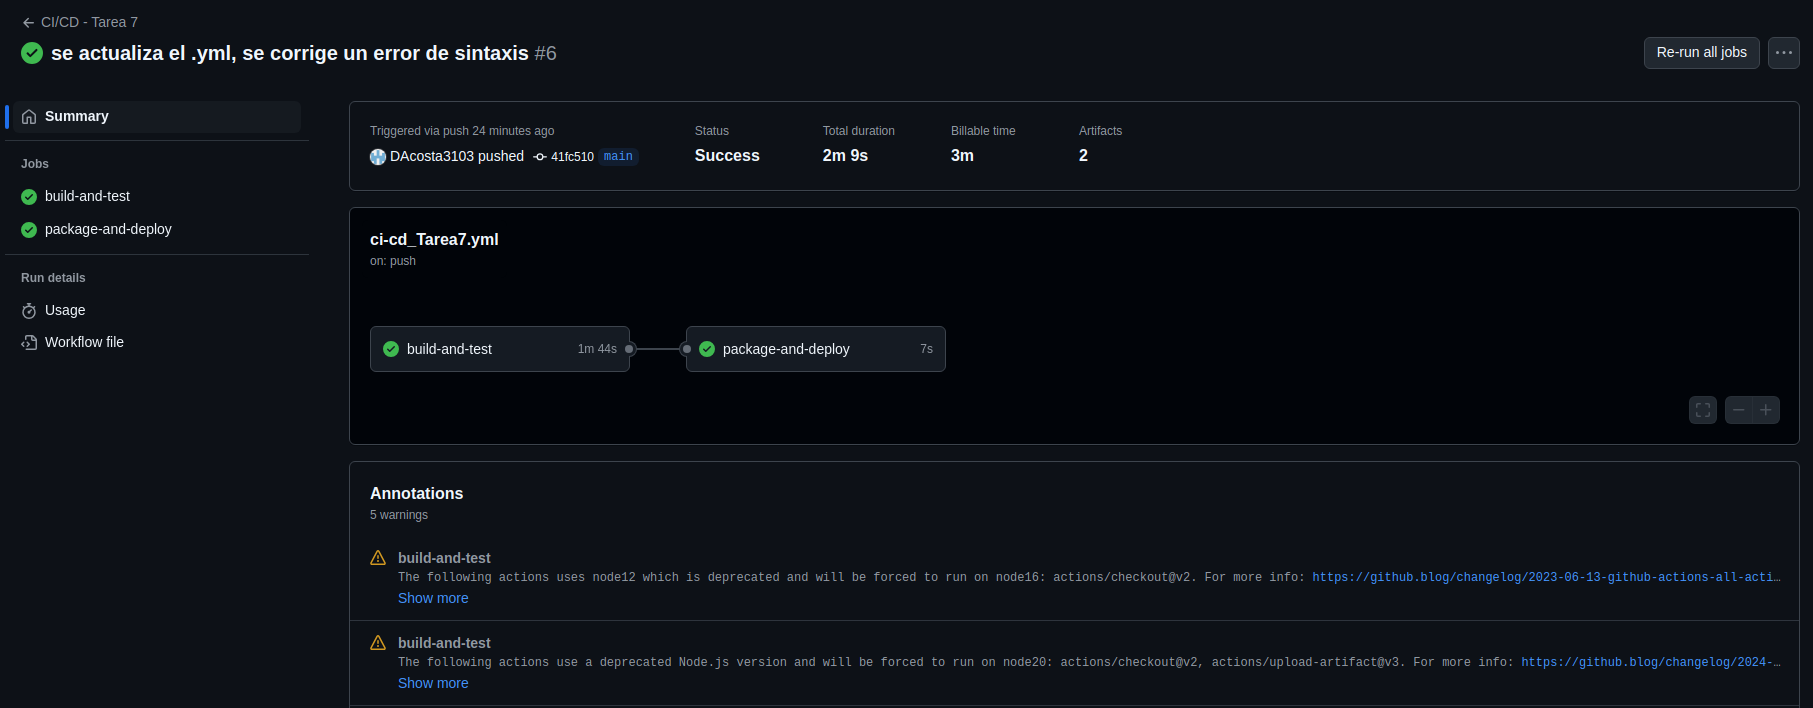 CI/CD - Tarea 7
se actualiza el .yml, se corrige un error de sintaxis #6
Re-run all jobs
Summary
Jobs
build-and-test
package-and-deploy
Run details
Usage
Workflow file
Triggered via push 24 minutes ago
DAcosta3103 pushed 41fc510 main
Status
Success
Total duration
2m 9s
Billable time
3m
Artifacts
2
ci-cd_Tarea7.yml
on: push
build-and-test 1m 44s
package-and-deploy 7s
Annotations
5 warnings
build-and-test
The following actions uses node12 which is deprecated and will be forced to run on node16: actions/checkout@v2. For more info: https://github.blog/changelog/2023-06-13-github-actions-all-acti…
Show more
build-and-test
The following actions use a deprecated Node.js version and will be forced to run on node20: actions/checkout@v2, actions/upload-artifact@v3. For more info: https://github.blog/changelog/2024-…
Show more